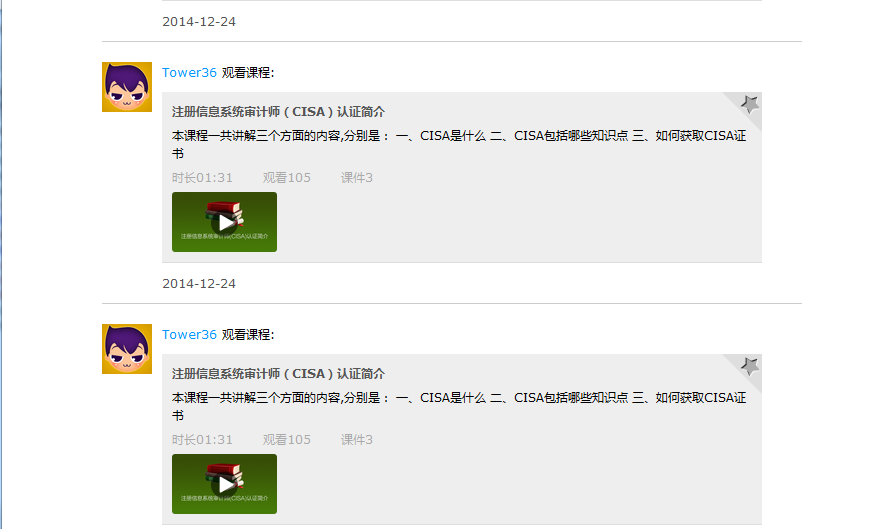 2014-12-24
Tower36 观看课程:
注册信息系统审计师（CISA）认证简介
本课程一共讲解三个方面的内容,分别是： 一、CISA是什么 二、CISA包括哪些知识点 三、如何获取CISA证
书
时长01:31 观看105 课件3
注册信息系统审计师(CISA)认证简介
2014-12-24
Tower36 观看课程:
注册信息系统审计师（CISA）认证简介
本课程一共讲解三个方面的内容,分别是： 一、CISA是什么 二、CISA包括哪些知识点 三、如何获取CISA证
书
时长01:31 观看105 课件3
注册信息系统审计师(CISA)认证简介